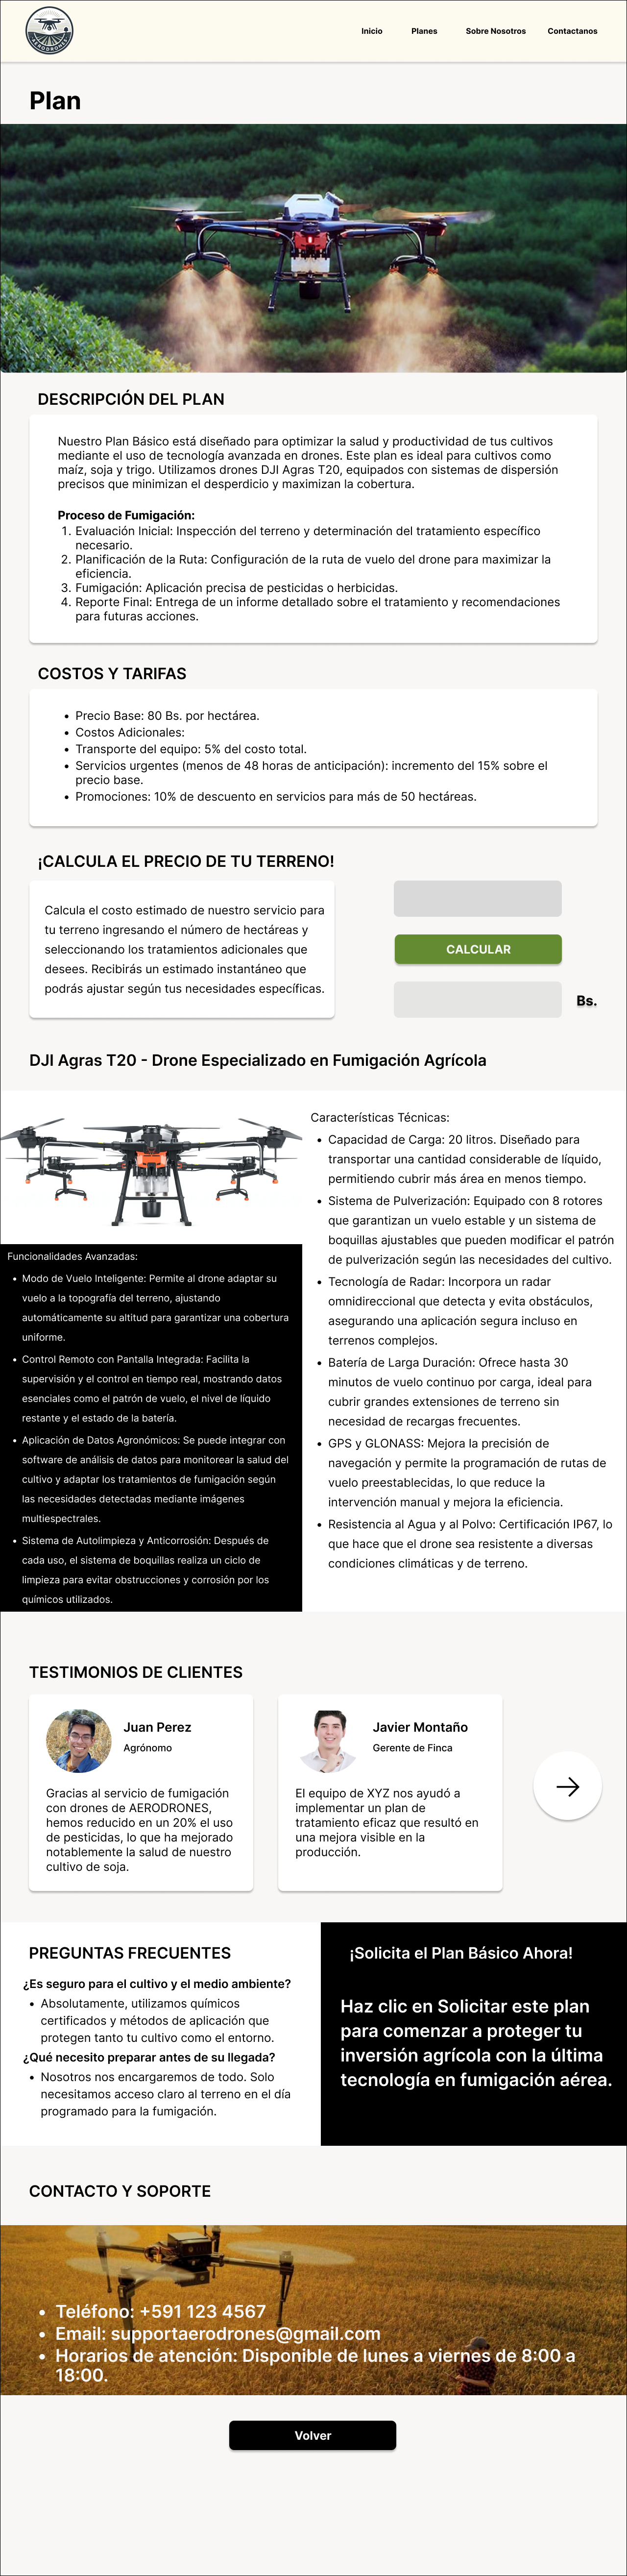 AERODRONES
Inicio
Planes
Sobre Nosotros
Contactanos
Plan
DESCRIPCIÓN DEL PLAN
Nuestro Plan Básico está diseñado para optimizar la salud y productividad de tus cultivos
mediante el uso de tecnología avanzada en drones. Este plan es ideal para cultivos como
maíz, soja y trigo. Utilizamos drones DJI Agras T20, equipados con sistemas de dispersión
precisos que minimizan el desperdicio y maximizan la cobertura.
Proceso de Fumigación:
1. Evaluación Inicial: Inspección del terreno y determinación del tratamiento específico
necesario.
2. Planificación de la Ruta: Configuración de la ruta de vuelo del drone para maximizar la
eficiencia.
3. Fumigación: Aplicación precisa de pesticidas o herbicidas.
4. Reporte Final: Entrega de un informe detallado sobre el tratamiento y recomendaciones
para futuras acciones.
COSTOS Y TARIFAS
• Precio Base: 80 Bs. por hectárea.
• Costos Adicionales:
• Transporte del equipo: 5% del costo total.
• Servicios urgentes (menos de 48 horas de anticipación): incremento del 15% sobre el
precio base.
• Promociones: 10% de descuento en servicios para más de 50 hectáreas.
¡CALCULA EL PRECIO DE TU TERRENO!
Calcula el costo estimado de nuestro servicio para
tu terreno ingresando el número de hectáreas y
seleccionando los tratamientos adicionales que
desees. Recibirás un estimado instantáneo que
podrás ajustar según tus necesidades específicas.
CALCULAR
Bs.
DJI Agras T20 - Drone Especializado en Fumigación Agrícola
Funcionalidades Avanzadas:
• Modo de Vuelo Inteligente: Permite al drone adaptar su
vuelo a la topografía del terreno, ajustando
automáticamente su altitud para garantizar una cobertura
uniforme.
• Control Remoto con Pantalla Integrada: Facilita la
supervisión y el control en tiempo real, mostrando datos
esenciales como el patrón de vuelo, el nivel de líquido
restante y el estado de la batería.
• Aplicación de Datos Agronómicos: Se puede integrar con
software de análisis de datos para monitorear la salud del
cultivo y adaptar los tratamientos de fumigación según
las necesidades detectadas mediante imágenes
multiespectrales.
• Sistema de Autolimpieza y Anticorrosión: Después de
cada uso, el sistema de boquillas realiza un ciclo de
limpieza para evitar obstrucciones y corrosión por los
químicos utilizados.
Características Técnicas:
• Capacidad de Carga: 20 litros. Diseñado para
transportar una cantidad considerable de líquido,
permitiendo cubrir más área en menos tiempo.
• Sistema de Pulverización: Equipado con 8 rotores
que garantizan un vuelo estable y un sistema de
boquillas ajustables que pueden modificar el patrón
de pulverización según las necesidades del cultivo.
• Tecnología de Radar: Incorpora un radar
omnidireccional que detecta y evita obstáculos,
asegurando una aplicación segura incluso en
terrenos complejos.
• Batería de Larga Duración: Ofrece hasta 30
minutos de vuelo continuo por carga, ideal para
cubrir grandes extensiones de terreno sin
necesidad de recargas frecuentes.
• GPS y GLONASS: Mejora la precisión de
navegación y permite la programación de rutas de
vuelo preestablecidas, lo que reduce la
intervención manual y mejora la eficiencia.
• Resistencia al Agua y al Polvo: Certificación IP67, lo
que hace que el drone sea resistente a diversas
condiciones climáticas y de terreno.
TESTIMONIOS DE CLIENTES
Juan Perez
Agrónomo
Gracias al servicio de fumigación
con drones de AERODRONES,
hemos reducido en un 20% el uso
de pesticidas, lo que ha mejorado
notablemente la salud de nuestro
cultivo de soja.
Javier Montaño
Gerente de Finca
El equipo de XYZ nos ayudó a
implementar un plan de
tratamiento eficaz que resultó en
una mejora visible en la
producción.
PREGUNTAS FRECUENTES
¿Es seguro para el cultivo y el medio ambiente?
• Absolutamente, utilizamos químicos
certificados y métodos de aplicación que
protegen tanto tu cultivo como el entorno.
¿Qué necesito preparar antes de su llegada?
• Nosotros nos encargaremos de todo. Solo
necesitamos acceso claro al terreno en el día
programado para la fumigación.
¡Solicita el Plan Básico Ahora!
Haz clic en Solicitar este plan
para comenzar a proteger tu
inversión agrícola con la última
tecnología en fumigación aérea.
CONTACTO Y SOPORTE
• Teléfono: +591 123 4567
• Email: supportaerodrones@gmail.com
• Horarios de atención: Disponible de lunes a viernes de 8:00 a
18:00.
Volver